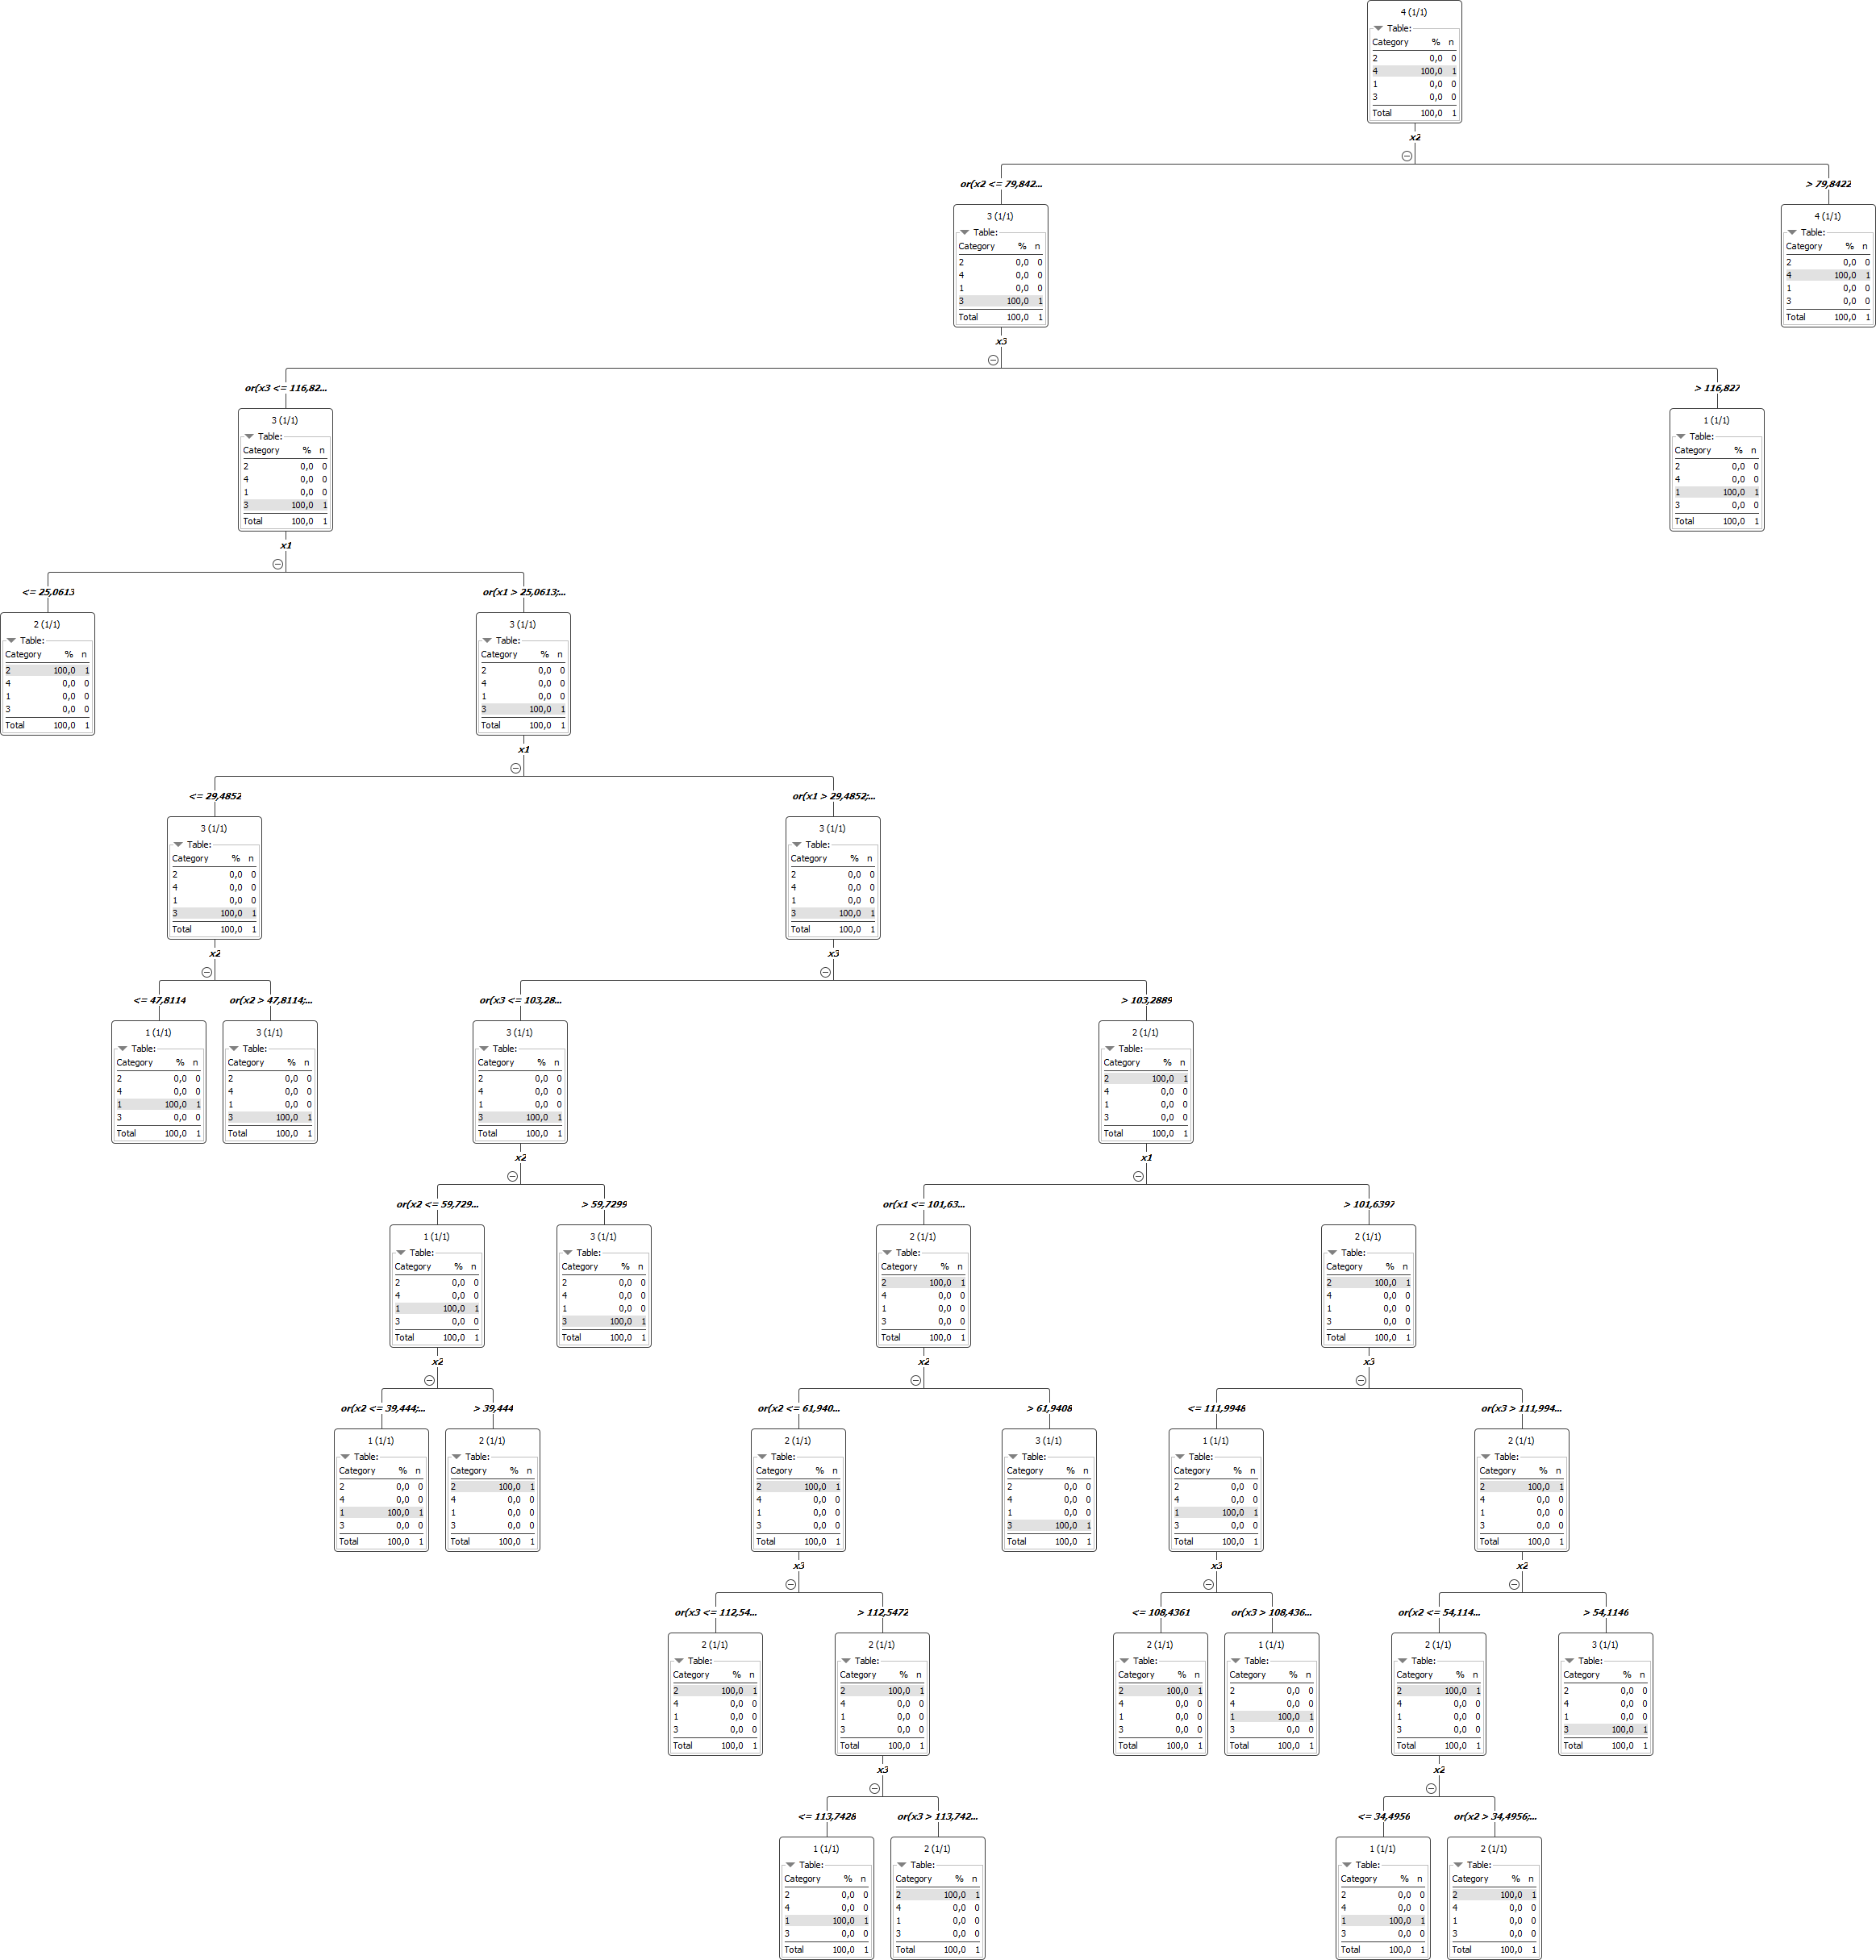 4 (1/1)
Table:
Category % n
2 0,0 0
4 100,0 1
1 0,0 0
3 0,0 0
Total 100,0 1
x2
or(x2 <= 79,842...
3 (1/1)
Table:
Category % n
2 0,0 0
4 0,0 0
1 0,0 0
3 100,0 1
Total 100,0 1
x3
> 79,8422
4 (1/1)
Table:
Category % n
2 0,0 0
4 100,0 1
1 0,0 0
3 0,0 0
Total 100,0 1
or(x3 <= 116,82...
3 (1/1)
Table:
Category % n
2 0,0 0
4 0,0 0
1 0,0 0
3 100,0 1
Total 100,0 1
x1
> 116,827
1 (1/1)
Table:
Category % n
2 0,0 0
4 0,0 0
1 100,0 1
3 0,0 0
Total 100,0 1
<= 25,0613
2 (1/1)
Table:
Category % n
2 100,0 1
4 0,0 0
1 0,0 0
3 0,0 0
Total 100,0 1
or(x1 > 25,0613;...
3 (1/1)
Table:
Category % n
2 0,0 0
4 0,0 0
1 0,0 0
3 100,0 1
Total 100,0 1
x1
<= 29,4852
3 (1/1)
Table:
Category % n
2 0,0 0
4 0,0 0
1 0,0 0
3 100,0 1
Total 100,0 1
x2
or(x1 > 29,4852;...
3 (1/1)
Table:
Category % n
2 0,0 0
4 0,0 0
1 0,0 0
3 100,0 1
Total 100,0 1
x3
<= 47,8114
1 (1/1)
Table:
Category % n
2 0,0 0
4 0,0 0
1 100,0 1
3 0,0 0
Total 100,0 1
or(x2 > 47,8114;...
3 (1/1)
Table:
Category % n
2 0,0 0
4 0,0 0
1 0,0 0
3 100,0 1
Total 100,0 1
or(x3 <= 103,28...
3 (1/1)
Table:
Category % n
2 0,0 0
4 0,0 0
1 0,0 0
3 100,0 1
Total 100,0 1
x2
> 103,2889
2 (1/1)
Table:
Category % n
2 100,0 1
4 0,0 0
1 0,0 0
3 0,0 0
Total 100,0 1
x1
or(x2 <= 59,729...
1 (1/1)
Table:
Category % n
2 0,0 0
4 0,0 0
1 100,0 1
3 0,0 0
Total 100,0 1
x2
> 59,7299
3 (1/1)
Table:
Category % n
2 0,0 0
4 0,0 0
1 0,0 0
3 100,0 1
Total 100,0 1
or(x1 <= 101,63...
2 (1/1)
Table:
Category % n
2 100,0 1
4 0,0 0
1 0,0 0
3 0,0 0
Total 100,0 1
x2
> 101,6397
2 (1/1)
Table:
Category % n
2 100,0 1
4 0,0 0
1 0,0 0
3 0,0 0
Total 100,0 1
x3
or(x2 <= 39,444;...
1 (1/1)
Table:
Category % n
2 0,0 0
4 0,0 0
1 100,0 1
3 0,0 0
Total 100,0 1
> 39,444
2 (1/1)
Table:
Category % n
2 100,0 1
4 0,0 0
1 0,0 0
3 0,0 0
Total 100,0 1
or(x2 <= 61,940...
2 (1/1)
Table:
Category % n
2 100,0 1
4 0,0 0
1 0,0 0
3 0,0 0
Total 100,0 1
x3
> 61,9408
3 (1/1)
Table:
Category % n
2 0,0 0
4 0,0 0
1 0,0 0
3 100,0 1
Total 100,0 1
<= 111,9948
1 (1/1)
Table:
Category % n
2 0,0 0
4 0,0 0
1 100,0 1
3 0,0 0
Total 100,0 1
x3
or(x3 > 111,994...
2 (1/1)
Table:
Category % n
2 100,0 1
4 0,0 0
1 0,0 0
3 0,0 0
Total 100,0 1
x2
or(x3 <= 112,54...
2 (1/1)
Table:
Category % n
2 100,0 1
4 0,0 0
1 0,0 0
3 0,0 0
Total 100,0 1
> 112,5472
2 (1/1)
Table:
Category % n
2 100,0 1
4 0,0 0
1 0,0 0
3 0,0 0
Total 100,0 1
x3
<= 108,4361
2 (1/1)
Table:
Category % n
2 100,0 1
4 0,0 0
1 0,0 0
3 0,0 0
Total 100,0 1
or(x3 > 108,436...
1 (1/1)
Table:
Category % n
2 0,0 0
4 0,0 0
1 100,0 1
3 0,0 0
Total 100,0 1
or(x2 <= 54,114...
2 (1/1)
Table:
Category % n
2 100,0 1
4 0,0 0
1 0,0 0
3 0,0 0
Total 100,0 1
x2
> 54,1146
3 (1/1)
Table:
Category % n
2 0,0 0
4 0,0 0
1 0,0 0
3 100,0 1
Total 100,0 1
<= 113,7428
1 (1/1)
Table:
Category % n
2 0,0 0
4 0,0 0
1 100,0 1
3 0,0 0
Total 100,0 1
or(x3 > 113,742...
2 (1/1)
Table:
Category % n
2 100,0 1
4 0,0 0
1 0,0 0
3 0,0 0
Total 100,0 1
<= 34,4956
1 (1/1)
Table:
Category % n
2 0,0 0
4 0,0 0
1 100,0 1
3 0,0 0
Total 100,0 1
or(x2 > 34,4956;...
2 (1/1)
Table:
Category % n
2 100,0 1
4 0,0 0
1 0,0 0
3 0,0 0
Total 100,0 1